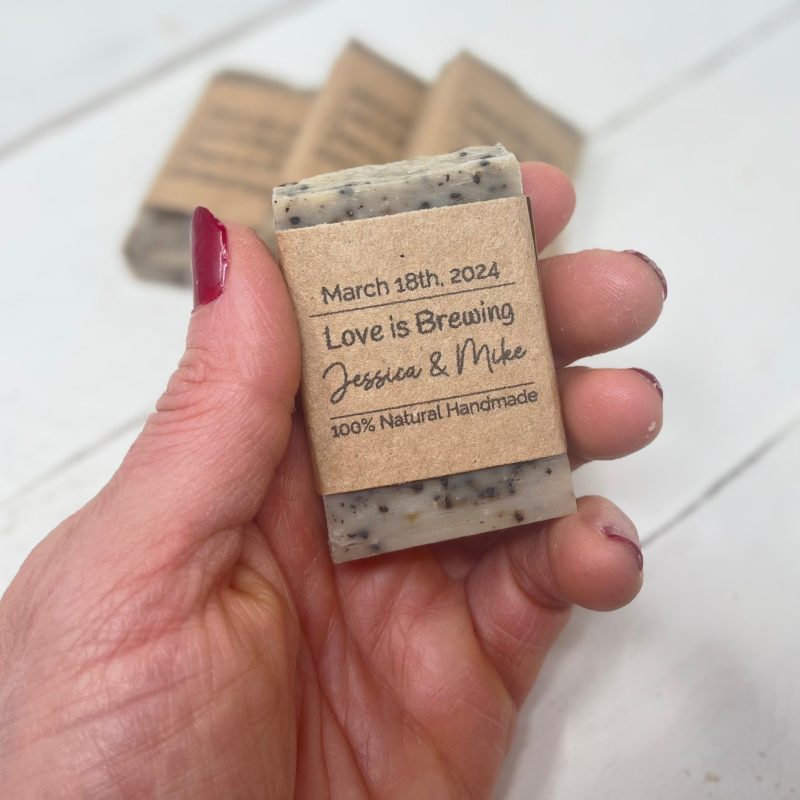 March 18th, 2024
Love is Brewing
Jessica & Mike
100% Natural Handmade